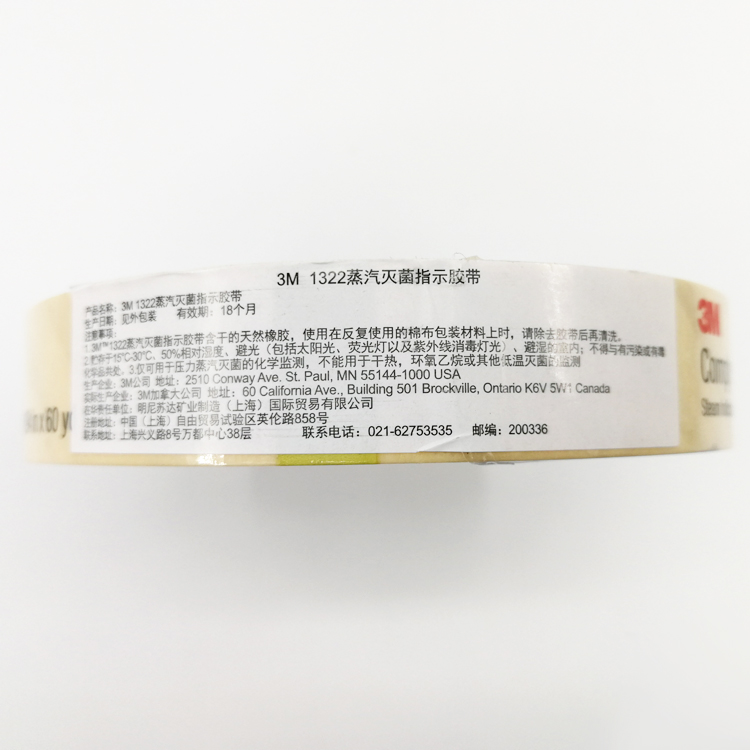 3M 1322蒸汽灭菌指示胶带
产品名称: 3M 1322蒸汽灭菌指示胶带
生产日期: 见外包装 有效期: 18个月
注意事项:
1. 3M™1322蒸汽灭菌指示胶带含干的天然橡胶，使用在反复使用的棉布包装材料上时，请除去胶带后再清洗。
2.贮存于15℃-30℃、50%相对湿度、避光（包括太阳光、荧光灯以及紫外线消毒灯光）、避湿的室内；不得与有污染或有毒
化学品共处。3.仅可用于压力蒸汽灭菌的化学监测，不能用于干热，环氧乙烷或其他低温灭菌的监测
生产企业: 3M公司 地址: 2510 Conway Ave. St. Paul, MN 55144-1000 USA
实际生产企业: 3M加拿大公司 地址: 60 California Ave., Building 501 Brockville, Ontario K6V 5W1 Canada
在华责任单位: 明尼苏达矿业制造（上海）国际贸易有限公司
注册地址: 中国（上海）自由贸易试验区英伦路858号
联系地址: 上海兴义路8号万都中心38层 联系电话: 021-62753535 邮编: 200336
in x 60 y
3M
Comp
Steam